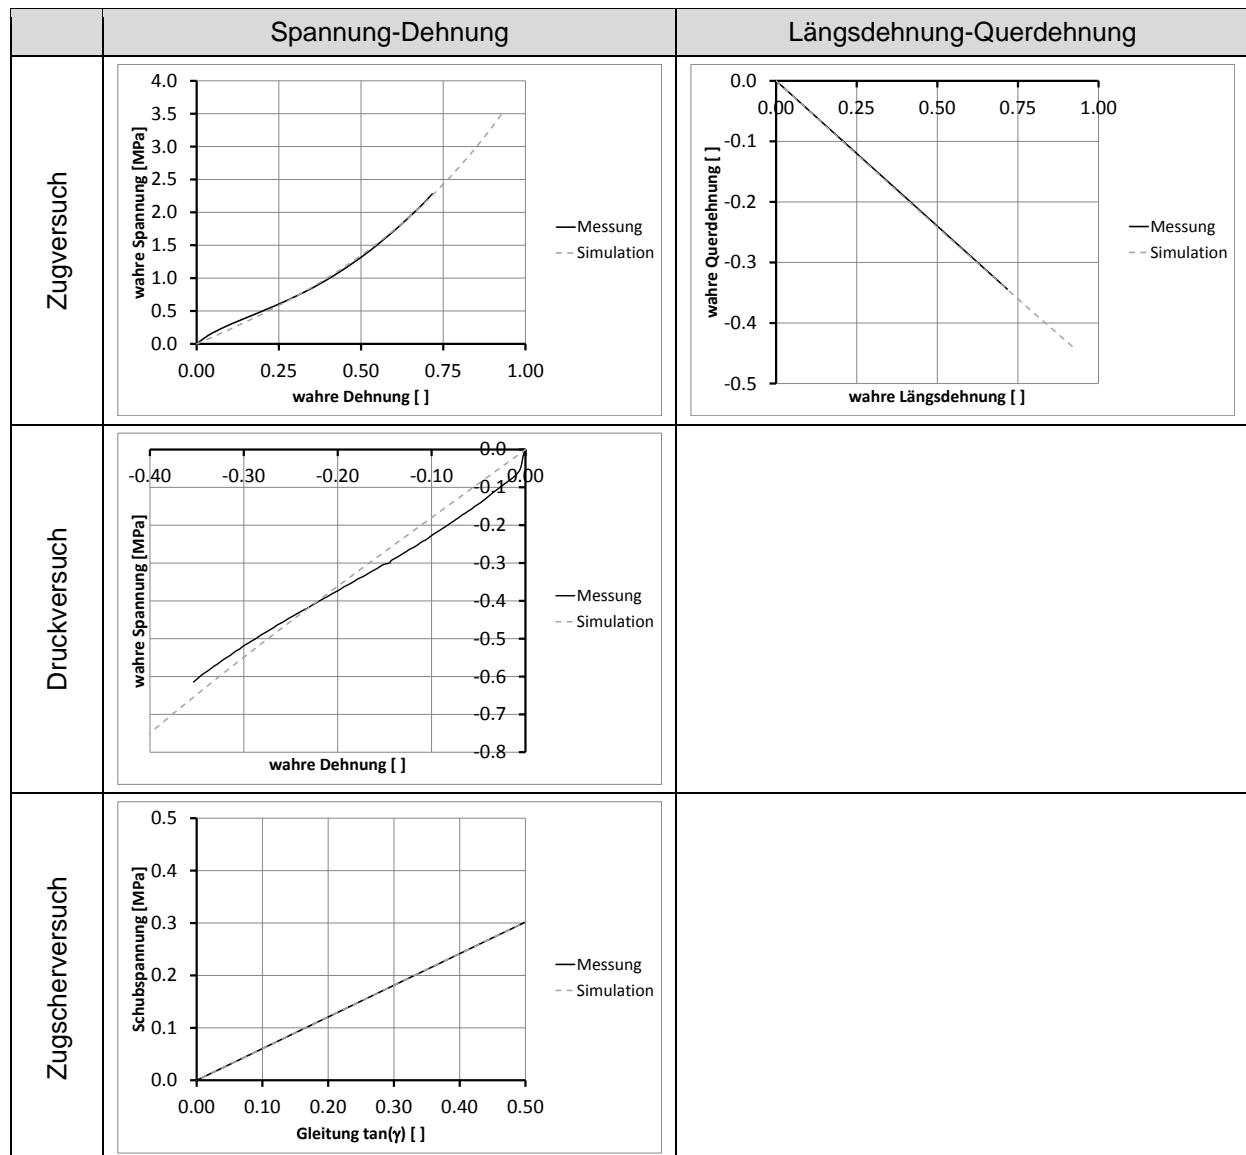 Spannung-Dehnung
Längsdehnung-Querdehnung
Zugversuch
wahre Spannung [MPa]
4.0
3.5
3.0
2.5
2.0
1.5
1.0
0.5
0.0
0.00 0.25 0.50 0.75 1.00
wahre Dehnung [ ]
Messung
Simulation
wahre Querdehnung [ ]
0.0
0.00 0.25 0.50 0.75 1.00
-0.1
-0.2
-0.3
-0.4
-0.5
wahre Längsdehnung [ ]
Messung
Simulation
Druckversuch
wahre Spannung [MPa]
0.0
-0.40 -0.30 -0.20 -0.10 0.00
-0.1
-0.2
-0.3
-0.4
-0.5
-0.6
-0.7
-0.8
wahre Dehnung [ ]
Messung
Simulation
Zugscherversuch
Schubspannung [MPa]
0.5
0.4
0.3
0.2
0.1
0.0
0.00 0.10 0.20 0.30 0.40 0.50
Gleitung tan(γ) [ ]
Messung
Simulation